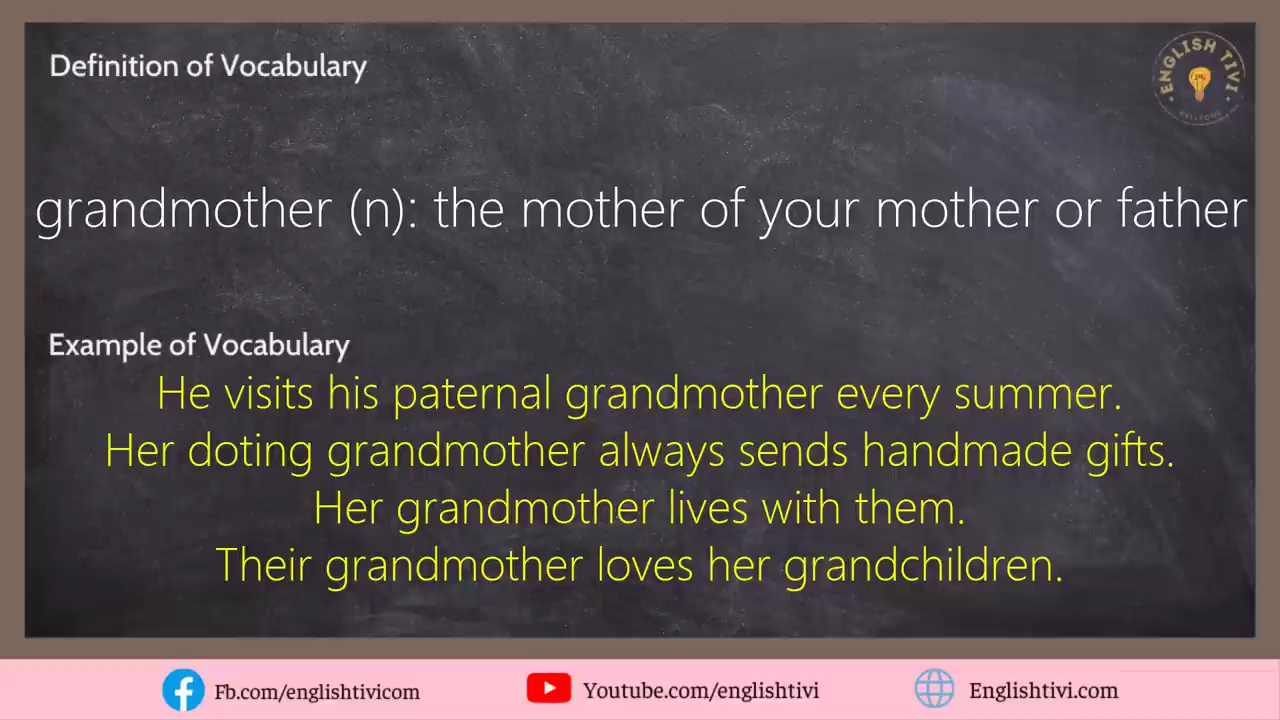 Definition of Vocabulary
ENGLISH TIVI
WELCOME
grandmother (n): the mother of your mother or father
Example of Vocabulary
He visits his paternal grandmother every summer.
Her doting grandmother always sends handmade gifts.
Her grandmother lives with them.
Their grandmother loves her grandchildren.
Fb.com/englishtivicom
Youtube.com/englishtivi
Englishtivi.com